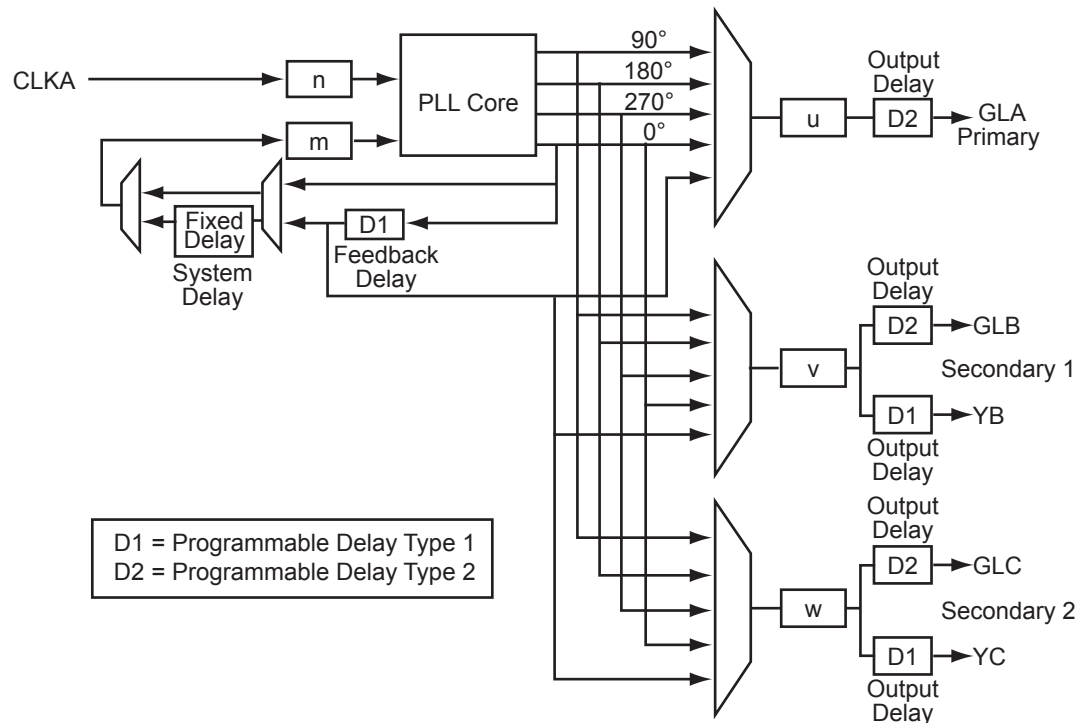 CLKA
n
m
PLL Core
90°
180°
270°
0°
u
Output
Delay
D2
GLA
Primary
Fixed
Delay
System
Delay
D1
Feedback
Delay
v
Output
Delay
D2
GLB
Secondary 1
D1
YB
Output
Delay
w
Output
Delay
D2
GLC
Secondary 2
D1
YC
Output
Delay
D1 = Programmable Delay Type 1
D2 = Programmable Delay Type 2